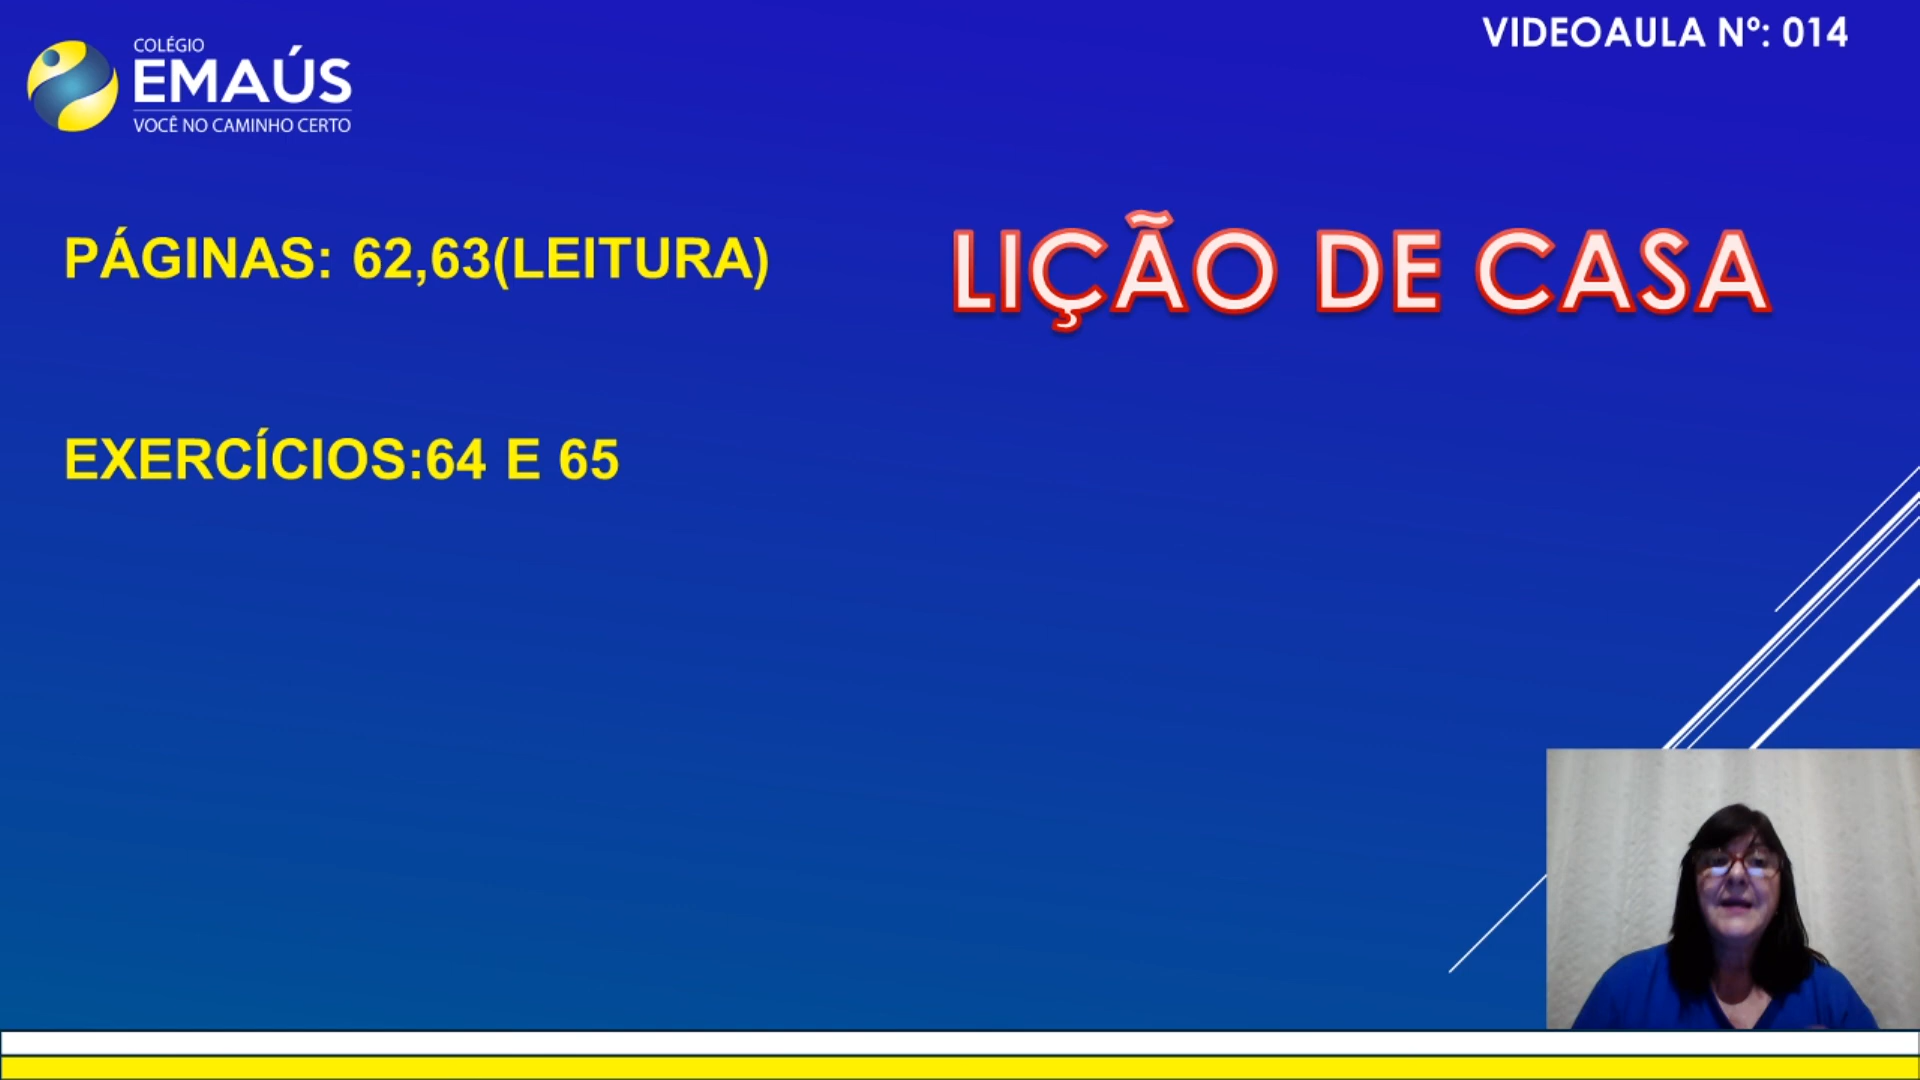 COLÉGIO
EMAÚS
VOCÊ NO CAMINHO CERTO
VIDEOAULA Nº: 014
PÁGINAS: 62,63(LEITURA)
LIÇÃO DE CASA
EXERCÍCIOS:64 E 65